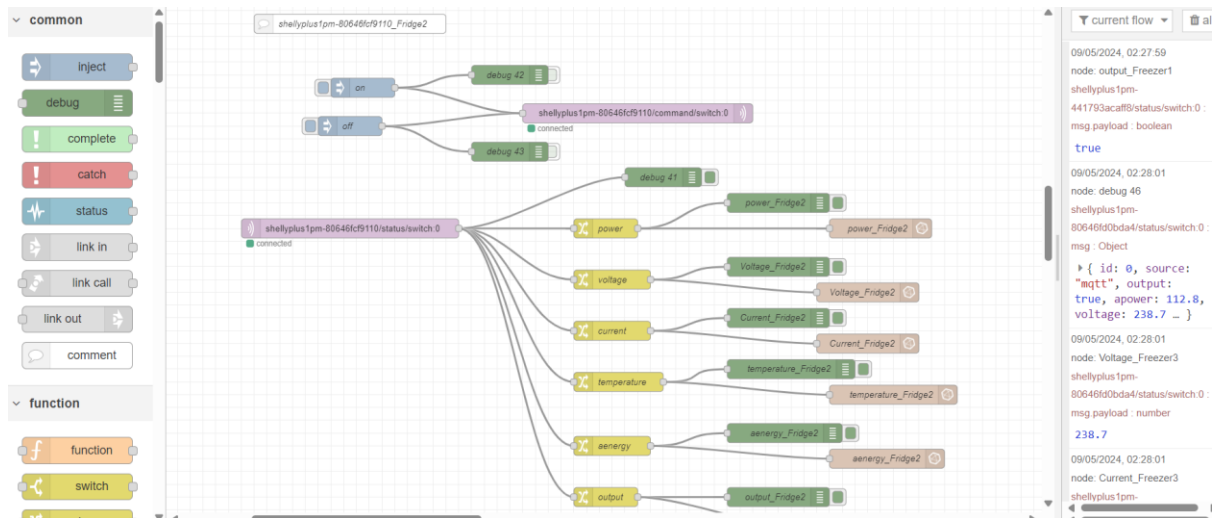 common
inject
debug
complete
catch
status
link in
link call
link out
comment
function
function
switch
shellyplus1pm-80646fcf9110_Fridge2
on
off
debug 42
shellyplus1pm-80646fcf9110/command/switch:0
connected
debug 43
debug 41
shellyplus1pm-80646fcf9110/status/switch:0
connected
power
power_Fridge2
power_Fridge2
voltage
Voltage_Fridge2
Voltage_Fridge2
current
Current_Fridge2
Current_Fridge2
temperature
temperature_Fridge2
temperature_Fridge2
aenergy
aenergy_Fridge2
aenergy_Fridge2
output
output_Fridge2
current flow
al
09/05/2024, 02:27:59
node: output_Freezer1
shellyplus1pm-
441793acaff8/status/switch:0 :
msg.payload : boolean
true
09/05/2024, 02:28:01
node: debug 46
shellyplus1pm-
80646fd0bda4/status/switch:0 :
msg : Object
{ id: 0, source:
"mqtt", output:
true, apower: 112.8,
voltage: 238.7 … }
09/05/2024, 02:28:01
node: Voltage_Freezer3
shellyplus1pm-
80646fd0bda4/status/switch:0 :
msg.payload : number
238.7
09/05/2024, 02:28:01
node: Current_Freezer3
shellyplus1pm-